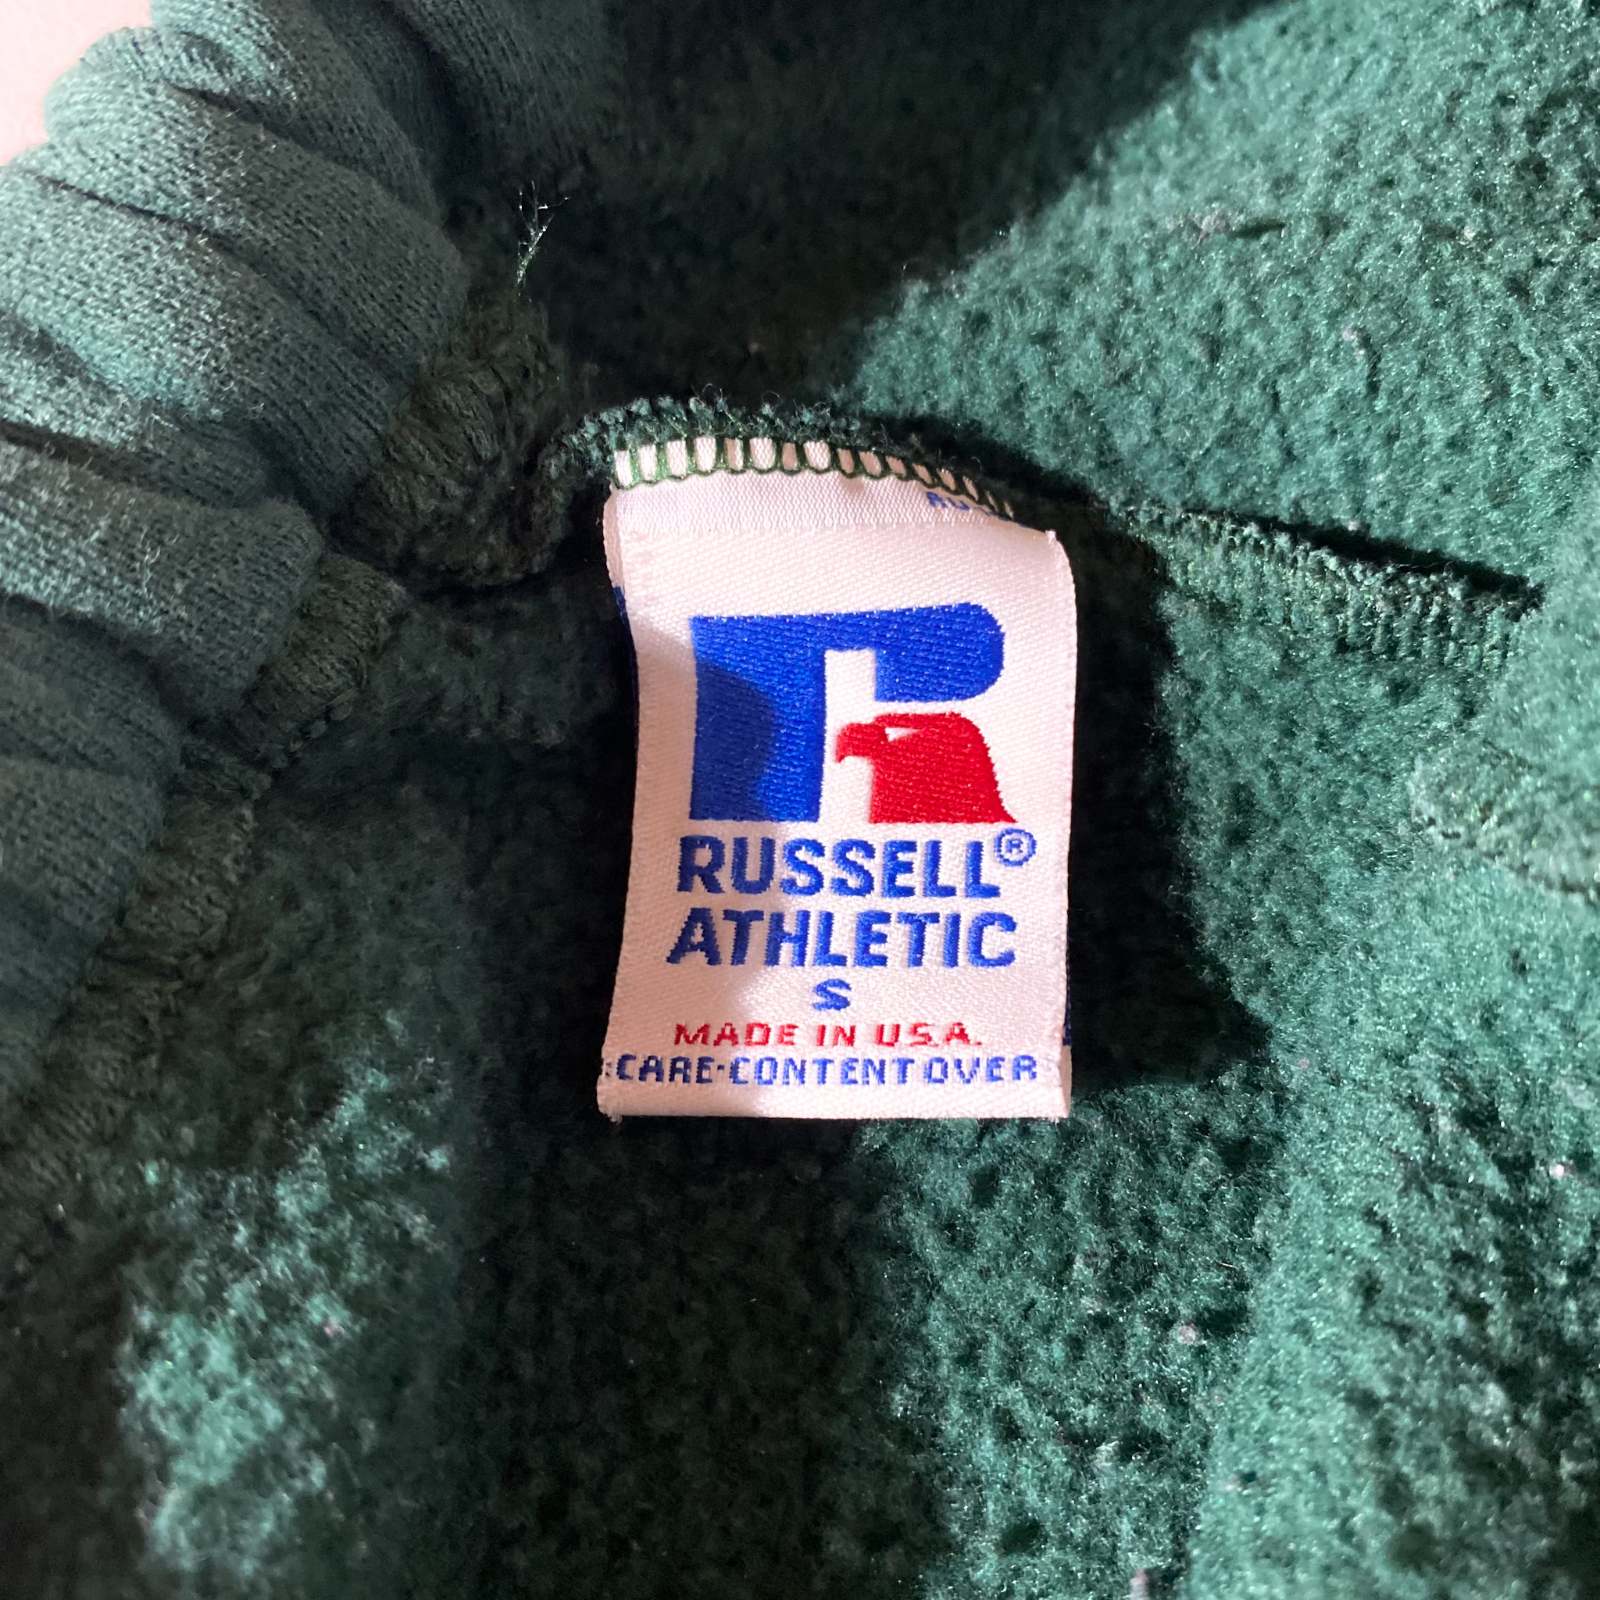 RUSSELL®
ATHLETIC
S
MADE IN U.S.A.
CARE-CONTENT OVER